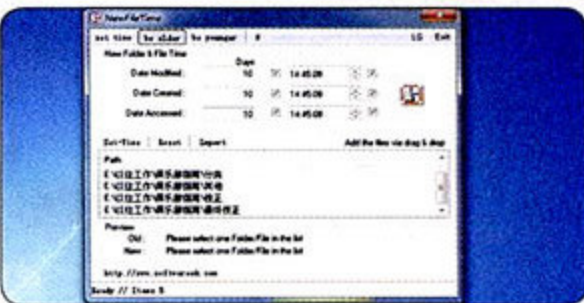 NewFileTime
set time be older be younger # LG Exit
New Folder & File Time
Days
Date Modified: 10 14:45:08
Date Created: 10 14:45:08
Date Accessed: 10 14:45:08
Set-Time Reset Import Add the files via drag & drop
Path
Preview
Old: Please select one Folder/File in the list
New: Please select one Folder/File in the list
http://www.softwareok.com
Ready // Items 5